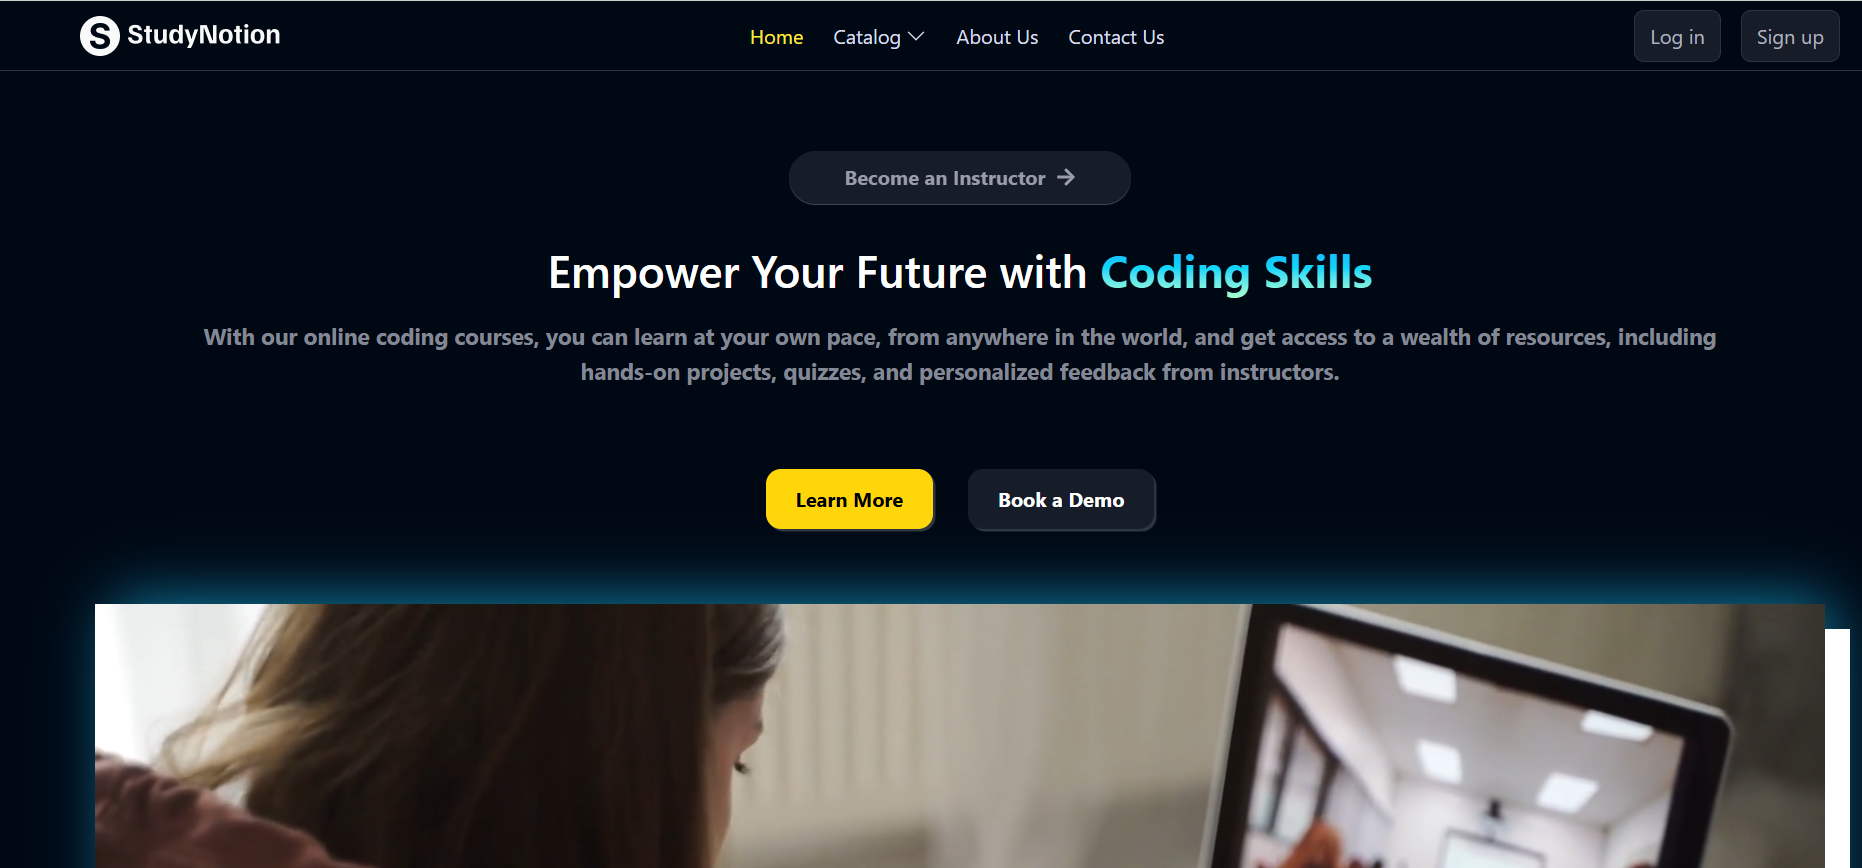 S StudyNotion
Home Catalog About Us Contact Us
Log in Sign up
Become an Instructor →
Empower Your Future with Coding Skills
With our online coding courses, you can learn at your own pace, from anywhere in the world, and get access to a wealth of resources, including
hands-on projects, quizzes, and personalized feedback from instructors.
Learn More Book a Demo